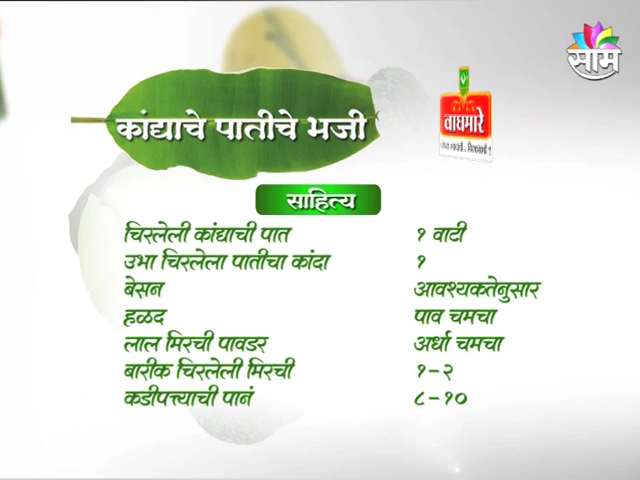 साम
कांद्याचे पातीचे भजी
वाघमारे
साहित्य
चिरलेली कांद्याची पात १ वाटी
उभा चिरलेला पातीचा कांदा १
बेसन आवश्यकतेनुसार
हळद पाव चमचा
लाल मिरची पावडर अर्धा चमचा
बारीक चिरलेली मिरची १-२
कडीपत्त्याची पानं ८-१०